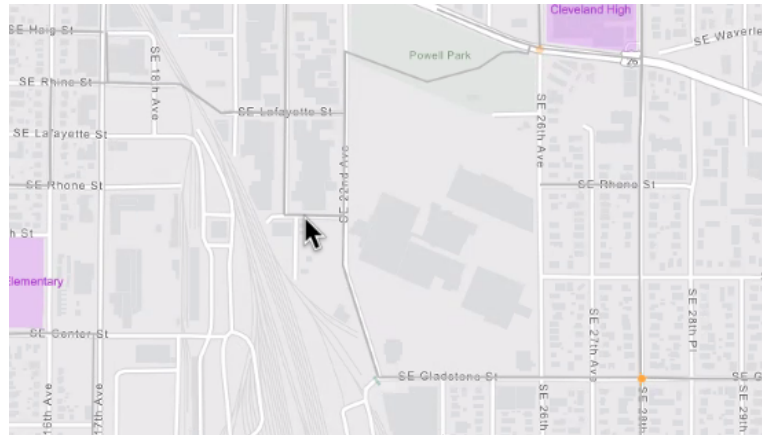 Cleveland High
SE Haig St
SE Waverle
Powell Park
26
SE 18th Ave
SE Rhine St
SE Lafayette St
SE 26th Ave
SE Lafayette St
SE 22nd Ave
SE Rhone St
SE Rhone St
h St
Elementary
SE 28th Pl
SE 27th Ave
SE Center St
SE Gladstone St
SE G
16th Ave
17th Ave
SE 26th
SE 28th
SE 29th